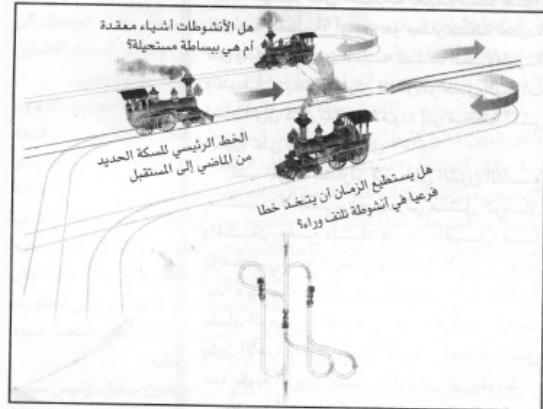 هل الأنشوطات أشياء معقدة
أم هي ببساطة مستحيلة؟
الخط الرئيسي للسكة الحديد
من الماضي إلى المستقبل
هل يستطيع الزمان أن يتخذ خطا
فرعيا في أنشوطة تلتف وراء؟